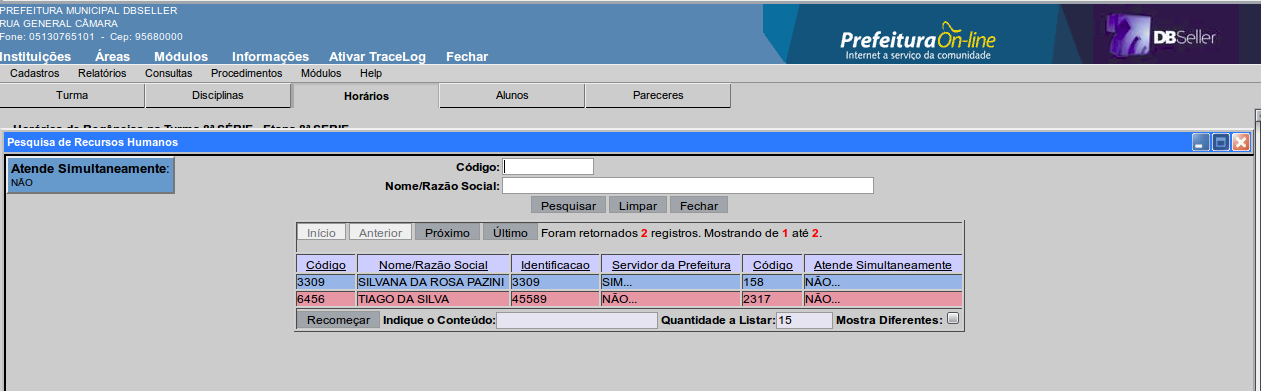 PREFEITURA MUNICIPAL DBSELLER
RUA GENERAL CÂMARA
Fone: 05130765101 - Cep: 95680000
PrefeituraOn-line
Internet a serviço da comunidade
DBSeller
Instituições Áreas Módulos Informações Ativar TraceLog Fechar
Cadastros Relatórios Consultas Procedimentos Módulos Help
Turma Disciplinas Horários Alunos Pareceres
Horários de Regências na Turma 8ª SÉRIE - Etapa 8ª SERIE
Pesquisa de Recursos Humanos
Atende Simultaneamente:
NÃO
Código:
Nome/Razão Social:
Pesquisar Limpar Fechar
Início Anterior Próximo Último Foram retornados 2 registros. Mostrando de 1 até 2.
Código Nome/Razão Social Identificacao Servidor da Prefeitura Código Atende Simultaneamente
3309 SILVANA DA ROSA PAZINI 3309 SIM... 158 NÃO...
6456 TIAGO DA SILVA 45589 NÃO... 2317 NÃO...
Recomeçar Indique o Conteúdo: Quantidade a Listar: 15 Mostra Diferentes: